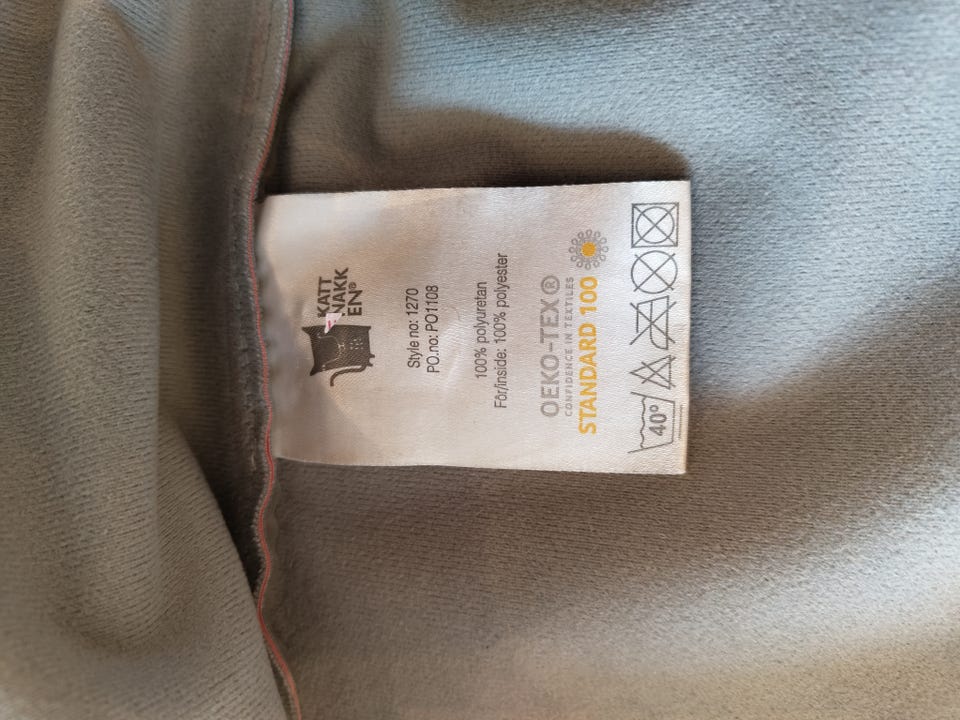 KATT
NAKK
EN®
Style no: 1270
PO.no: PO1108
100% polyuretan
Fôr/inside: 100% polyester
OEKO-TEX®
CONFIDENCE IN TEXTILES
STANDARD 100
40°